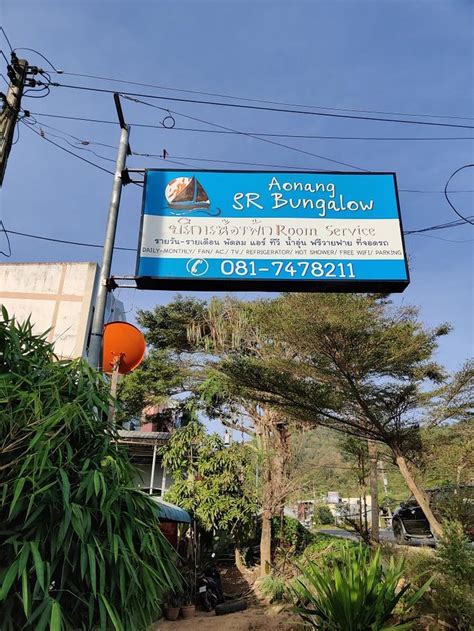 Aonang
SR Bungalow
บริการห้องพัก Room Service
รายวัน-รายเดือน พัดลม แอร์ ทีวี น้ำอุ่น ฟรีวายฟาย ที่จอดรถ
DAILY-MONTHLY/ FAN/ AC/ TV/ REFRIGERATOR/ HOT SHOWER/ FREE WIFI/ PARKING
081-7478211